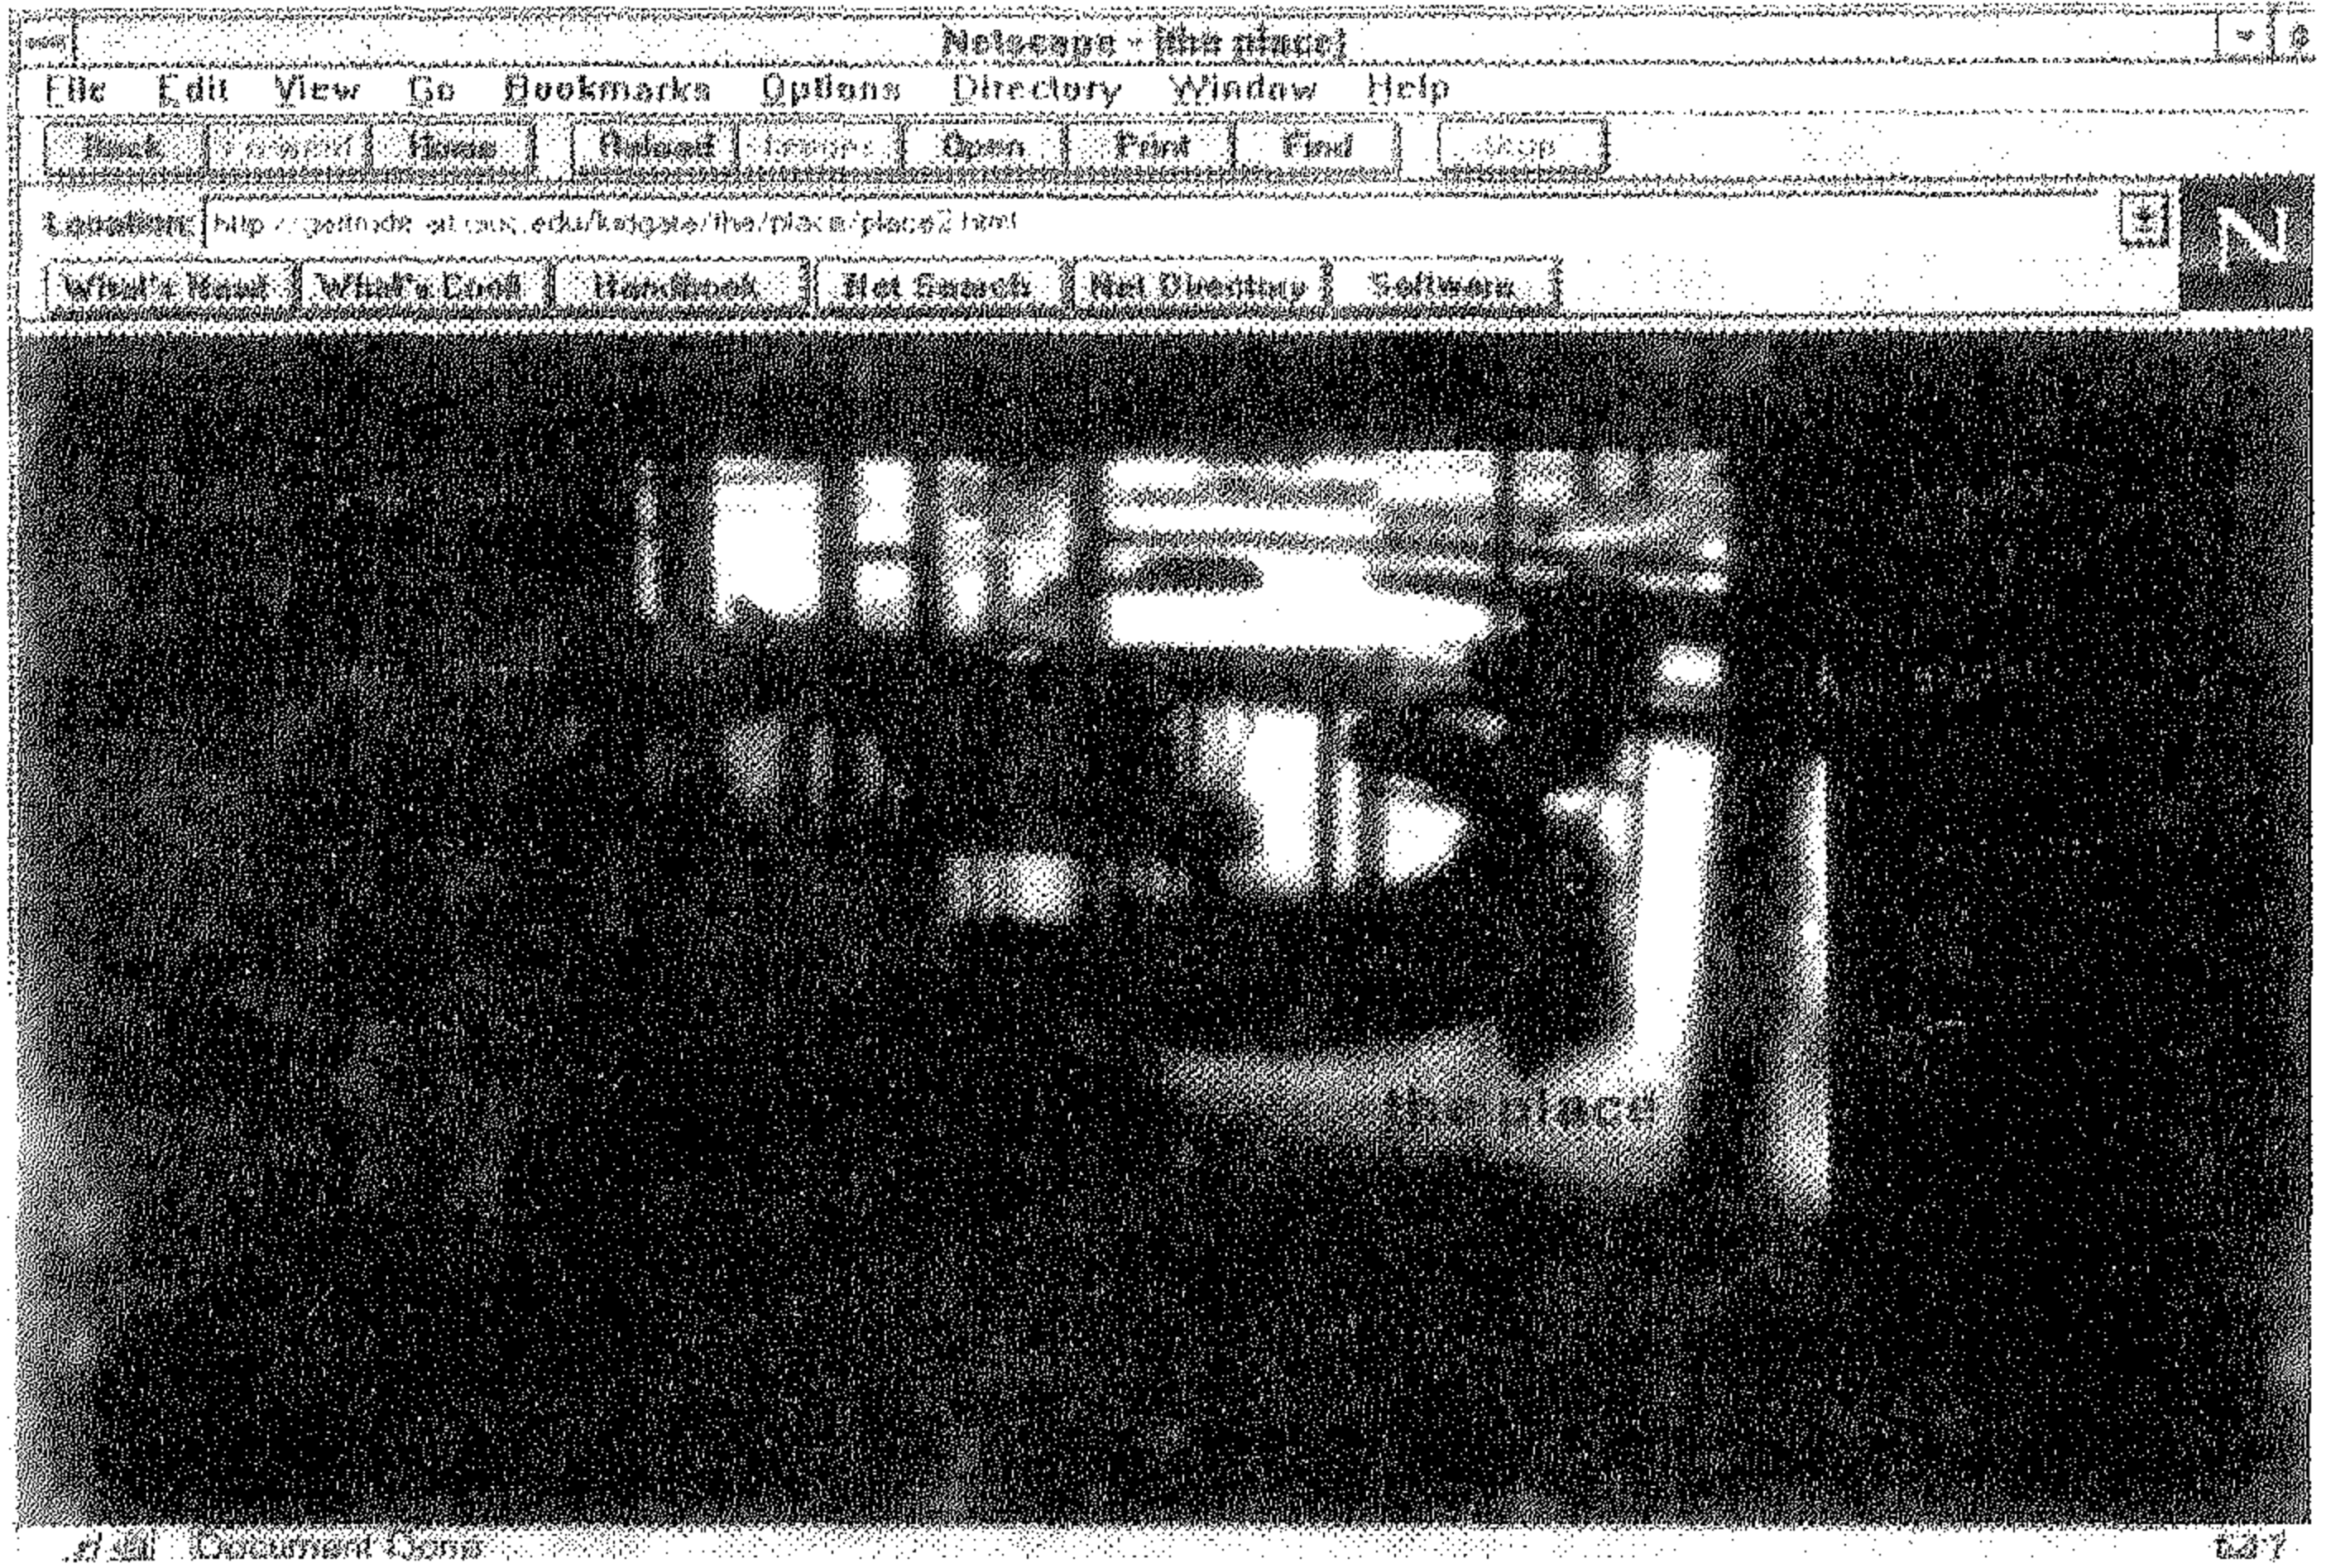 Netscape - [the place]
File Edit View Go Bookmarks Options Directory Window Help
Back Forward Home Reload Images Open Print Find Stop
Location: http://
N
What's New! What's Cool! Handbook Net Search Net Directory Software
the place
Document: Done